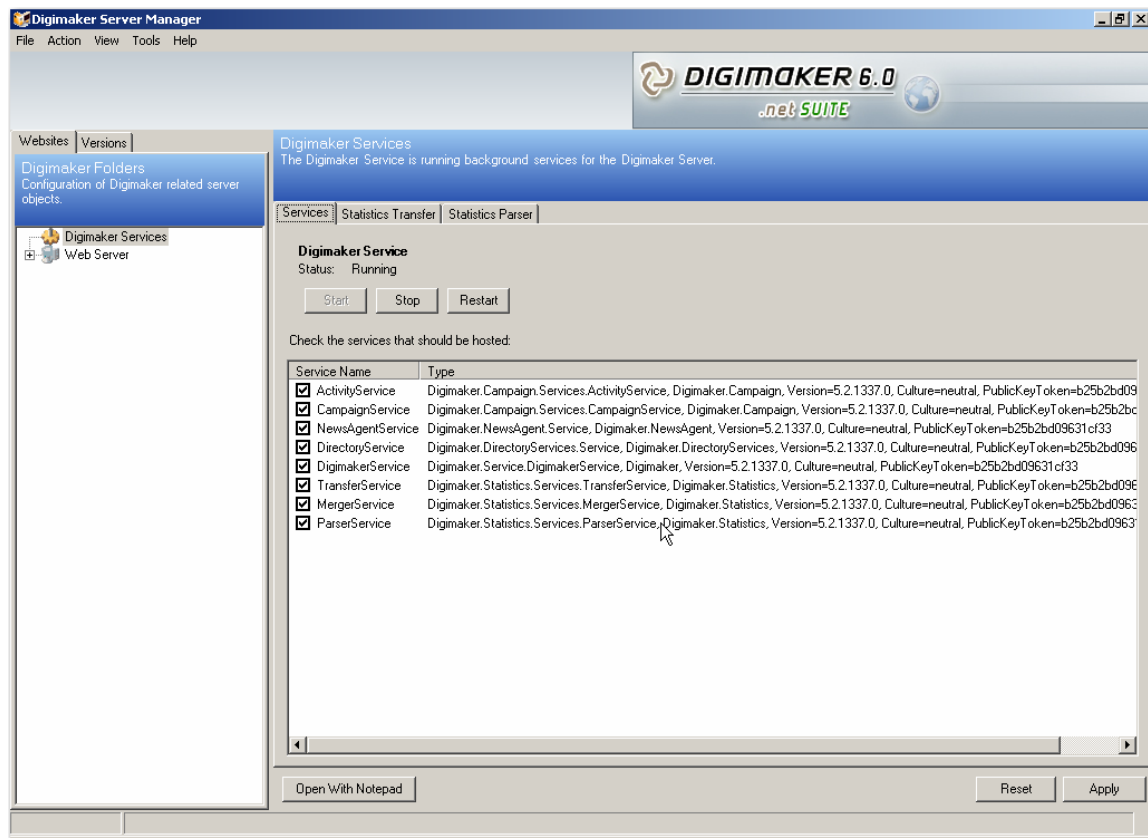 Digimaker Server Manager
File Action View Tools Help
DIGIMAKER 6.0
.net SUITE
Websites Versions
Digimaker Folders
Configuration of Digimaker related server
objects.
Digimaker Services
Web Server
Digimaker Services
The Digimaker Service is running background services for the Digimaker Server.
Services Statistics Transfer Statistics Parser
Digimaker Service
Status: Running
Start Stop Restart
Check the services that should be hosted:
Service Name Type
ActivityService Digimaker.Campaign.Services.ActivityService, Digimaker.Campaign, Version=5.2.1337.0, Culture=neutral, PublicKeyToken=b25b2bd09
CampaignService Digimaker.Campaign.Services.CampaignService, Digimaker.Campaign, Version=5.2.1337.0, Culture=neutral, PublicKeyToken=b25b2bc
NewsAgentService Digimaker.NewsAgent.Service, Digimaker.NewsAgent, Version=5.2.1337.0, Culture=neutral, PublicKeyToken=b25b2bd09631cf33
DirectoryService Digimaker.DirectoryServices.Service, Digimaker.DirectoryServices, Version=5.2.1337.0, Culture=neutral, PublicKeyToken=b25b2bd096
DigimakerService Digimaker.Service.DigimakerService, Digimaker, Version=5.2.1337.0, Culture=neutral, PublicKeyToken=b25b2bd09631cf33
TransferService Digimaker.Statistics.Services.TransferService, Digimaker.Statistics, Version=5.2.1337.0, Culture=neutral, PublicKeyToken=b25b2bd096
MergerService Digimaker.Statistics.Services.MergerService, Digimaker.Statistics, Version=5.2.1337.0, Culture=neutral, PublicKeyToken=b25b2bd0963
ParserService Digimaker.Statistics.Services.ParserService, Digimaker.Statistics, Version=5.2.1337.0, Culture=neutral, PublicKeyToken=b25b2bd0963
Open With Notepad Reset Apply